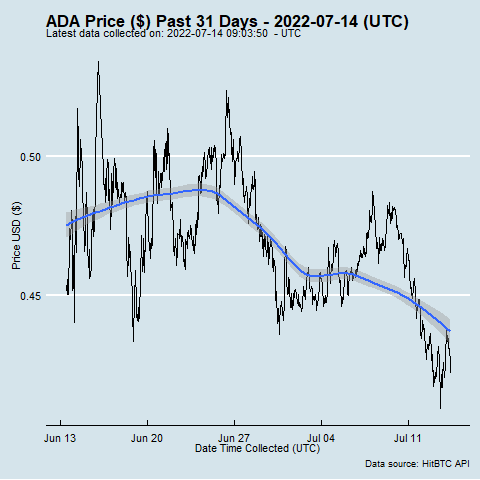 ADA Price ($) Past 31 Days - 2022-07-14 (UTC)
Latest data collected on: 2022-07-14 09:03:50 - UTC
0.50
0.45
Price USD ($)
Jun 13 Jun 20 Jun 27 Jul 04 Jul 11
Date Time Collected (UTC)
Data source: HitBTC API